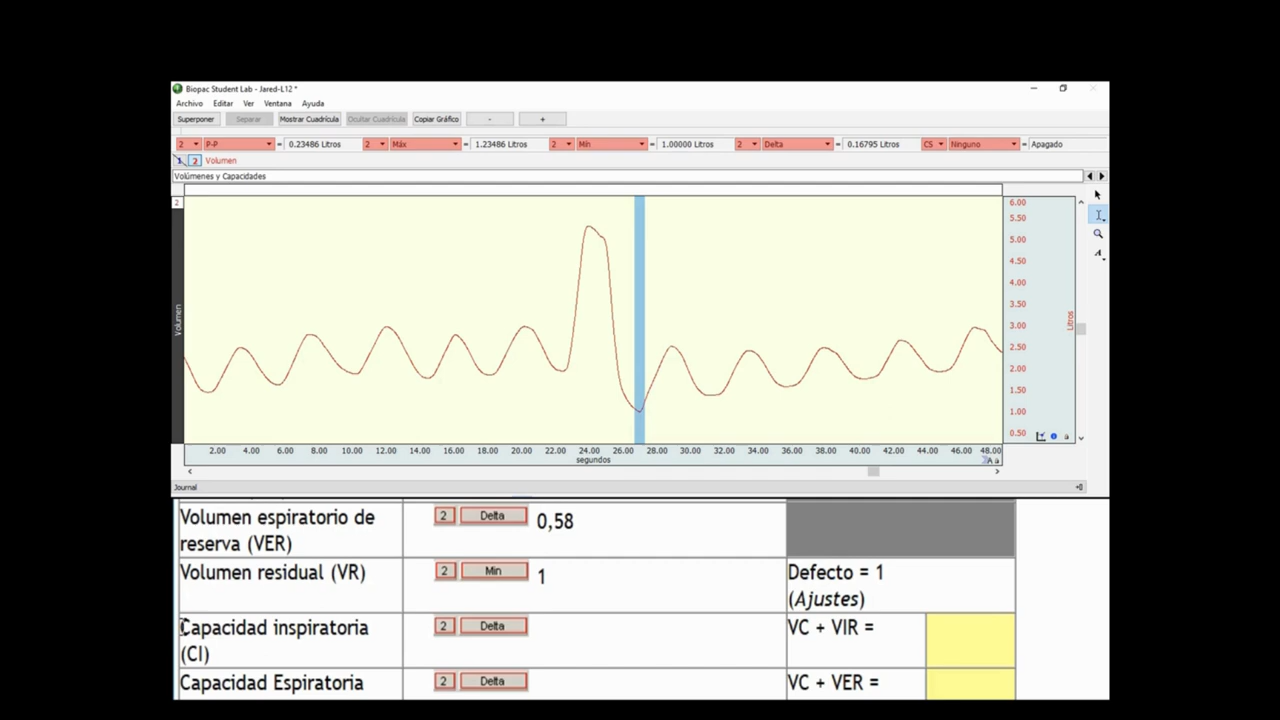 Biopac Student Lab - Jared-L12 *
Archivo Editar Ver Ventana Ayuda
Superponer Separar Mostrar Cuadrícula Ocultar Cuadrícula Copiar Gráfico - +
2 P-P = 0.23486 Litros 2 Máx = 1.23486 Litros 2 Min = 1.00000 Litros 2 Delta = 0.16795 Litros CS Ninguno = Apagado
1 2 Volumen
Volúmenes y Capacidades
2
Volumen
6.00
5.50
5.00
4.50
4.00
3.50
3.00
2.50
2.00
1.50
1.00
0.50
Litros
2.00 4.00 6.00 8.00 10.00 12.00 14.00 16.00 18.00 20.00 22.00 24.00 26.00 28.00 30.00 32.00 34.00 36.00 38.00 40.00 42.00 44.00 46.00 48.00
segundos
Journal
Volumen espiratorio de 2 Delta 0,58
reserva (VER)
Volumen residual (VR) 2 Min 1 Defecto = 1
(Ajustes)
Capacidad inspiratoria 2 Delta VC + VIR =
(CI)
Capacidad Espiratoria 2 Delta VC + VER =